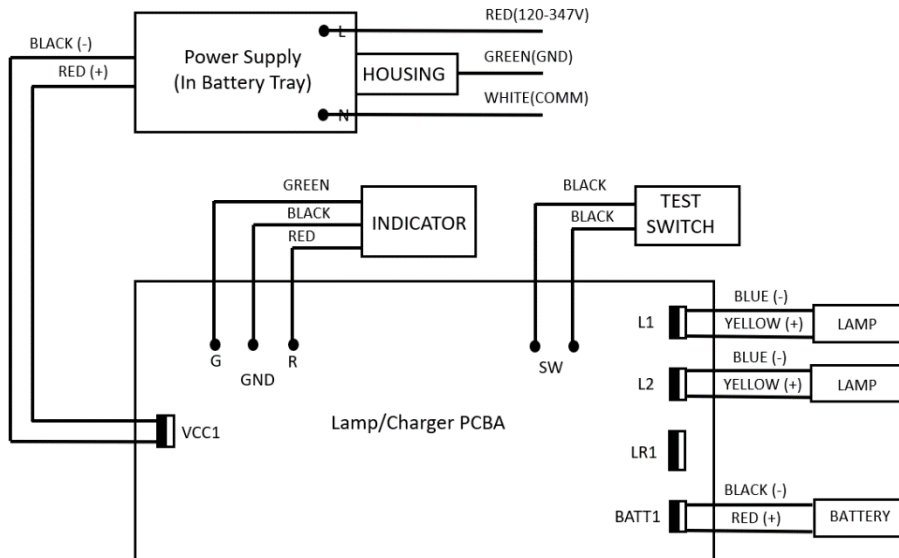 RED(120-347V)
L
BLACK (-)
Power Supply
(In Battery Tray)
GREEN(GND)
HOUSING
RED (+)
WHITE(COMM)
N
GREEN
BLACK
RED
INDICATOR
BLACK
BLACK
TEST
SWITCH
G
GND
R
SW
L1
BLUE (-)
YELLOW (+)
LAMP
L2
BLUE (-)
YELLOW (+)
LAMP
VCC1
Lamp/Charger PCBA
LR1
BATT1
BLACK (-)
RED (+)
BATTERY